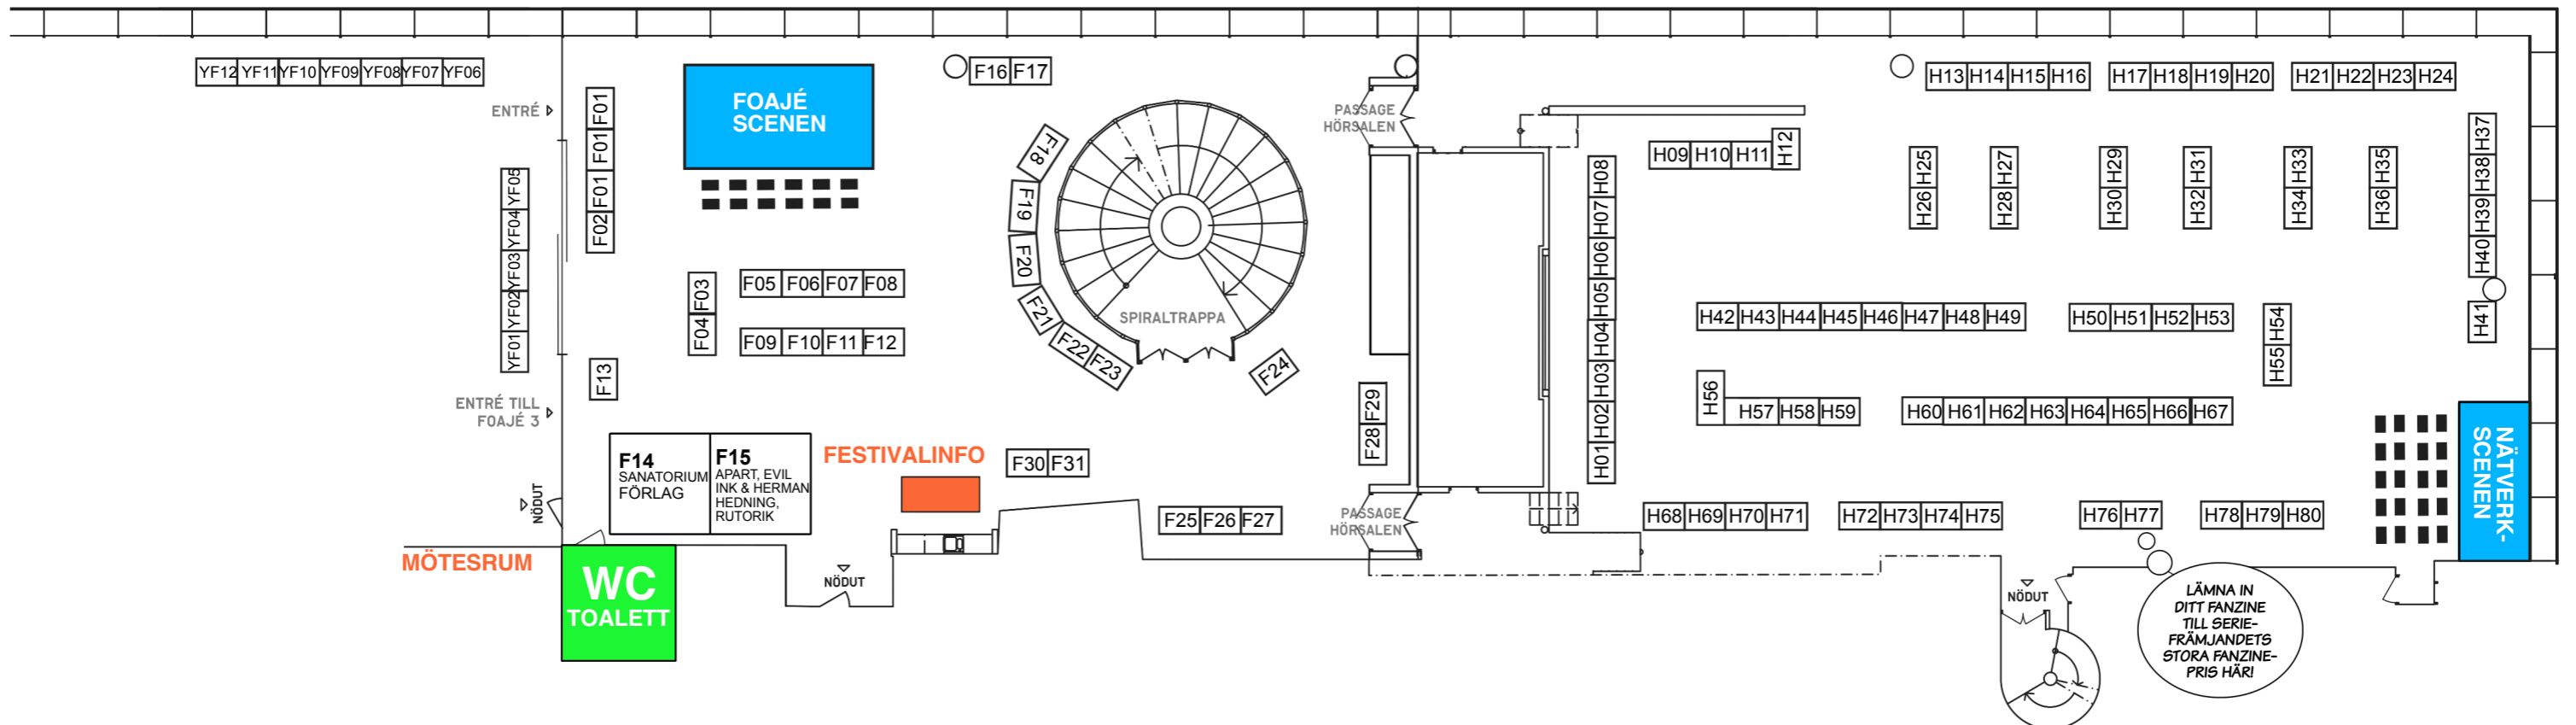 YF12 YF11 YF10 YF09 YF08 YF07 YF06
ENTRÉ
YF05
YF04
YF03
YF02
YF01
ENTRÉ TILL
FOAJÉ 3
NÖDUT
MÖTESRUM
WC
TOALETT
F01
F01
F01
F02
F13
FOAJÉ
SCENEN
F03
F04
F05 F06 F07 F08
F09 F10 F11 F12
F14
SANATORIUM
FÖRLAG
F15
APART, EVIL
INK & HERMAN
HEDNING,
RUTORIK
FESTIVALINFO
NÖDUT
F16 F17
F18
F19
F20
F21
F22
F23
SPIRALTRAPPA
F24
F30 F31
F25 F26 F27
F29
F28
PASSAGE
HÖRSALEN
PASSAGE
HÖRSALEN
H08
H07
H06
H05
H04
H03
H02
H01
H09 H10 H11 H12
H13 H14 H15 H16
H17 H18 H19 H20
H21 H22 H23 H24
H25
H26
H27
H28
H29
H30
H31
H32
H33
H34
H35
H36
H37
H38
H39
H40
H41
H42 H43 H44 H45 H46 H47 H48 H49
H50 H51 H52 H53
H54
H55
H56
H57 H58 H59
H60 H61 H62 H63 H64 H65 H66 H67
H68 H69 H70 H71
H72 H73 H74 H75
H76 H77
H78 H79 H80
NÄTVERK-
SCENEN
NÖDUT
LÄMNA IN
DITT FANZINE
TILL SERIE-
FRÄMJANDETS
STORA FANZINE-
PRIS HÄR!